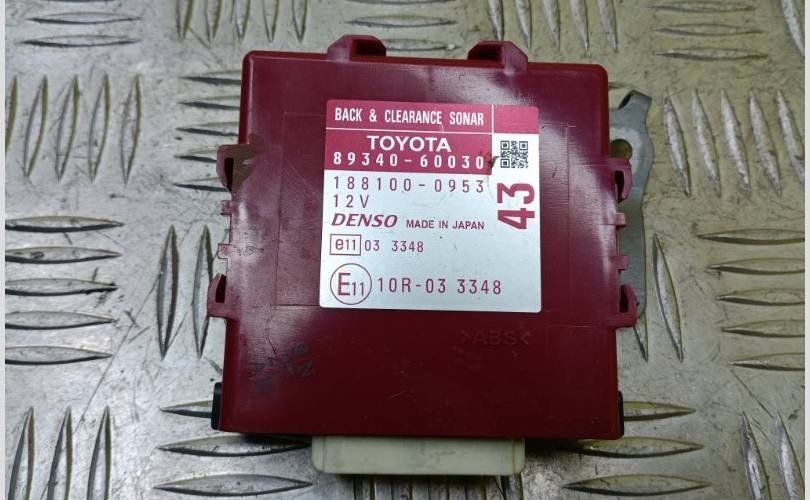 BACK & CLEARANCE SONAR
TOYOTA
89340-60030
188100-0953
12V
43
DENSO MADE IN JAPAN
e11 03 3348
E11 10R-03 3348
>ABS<